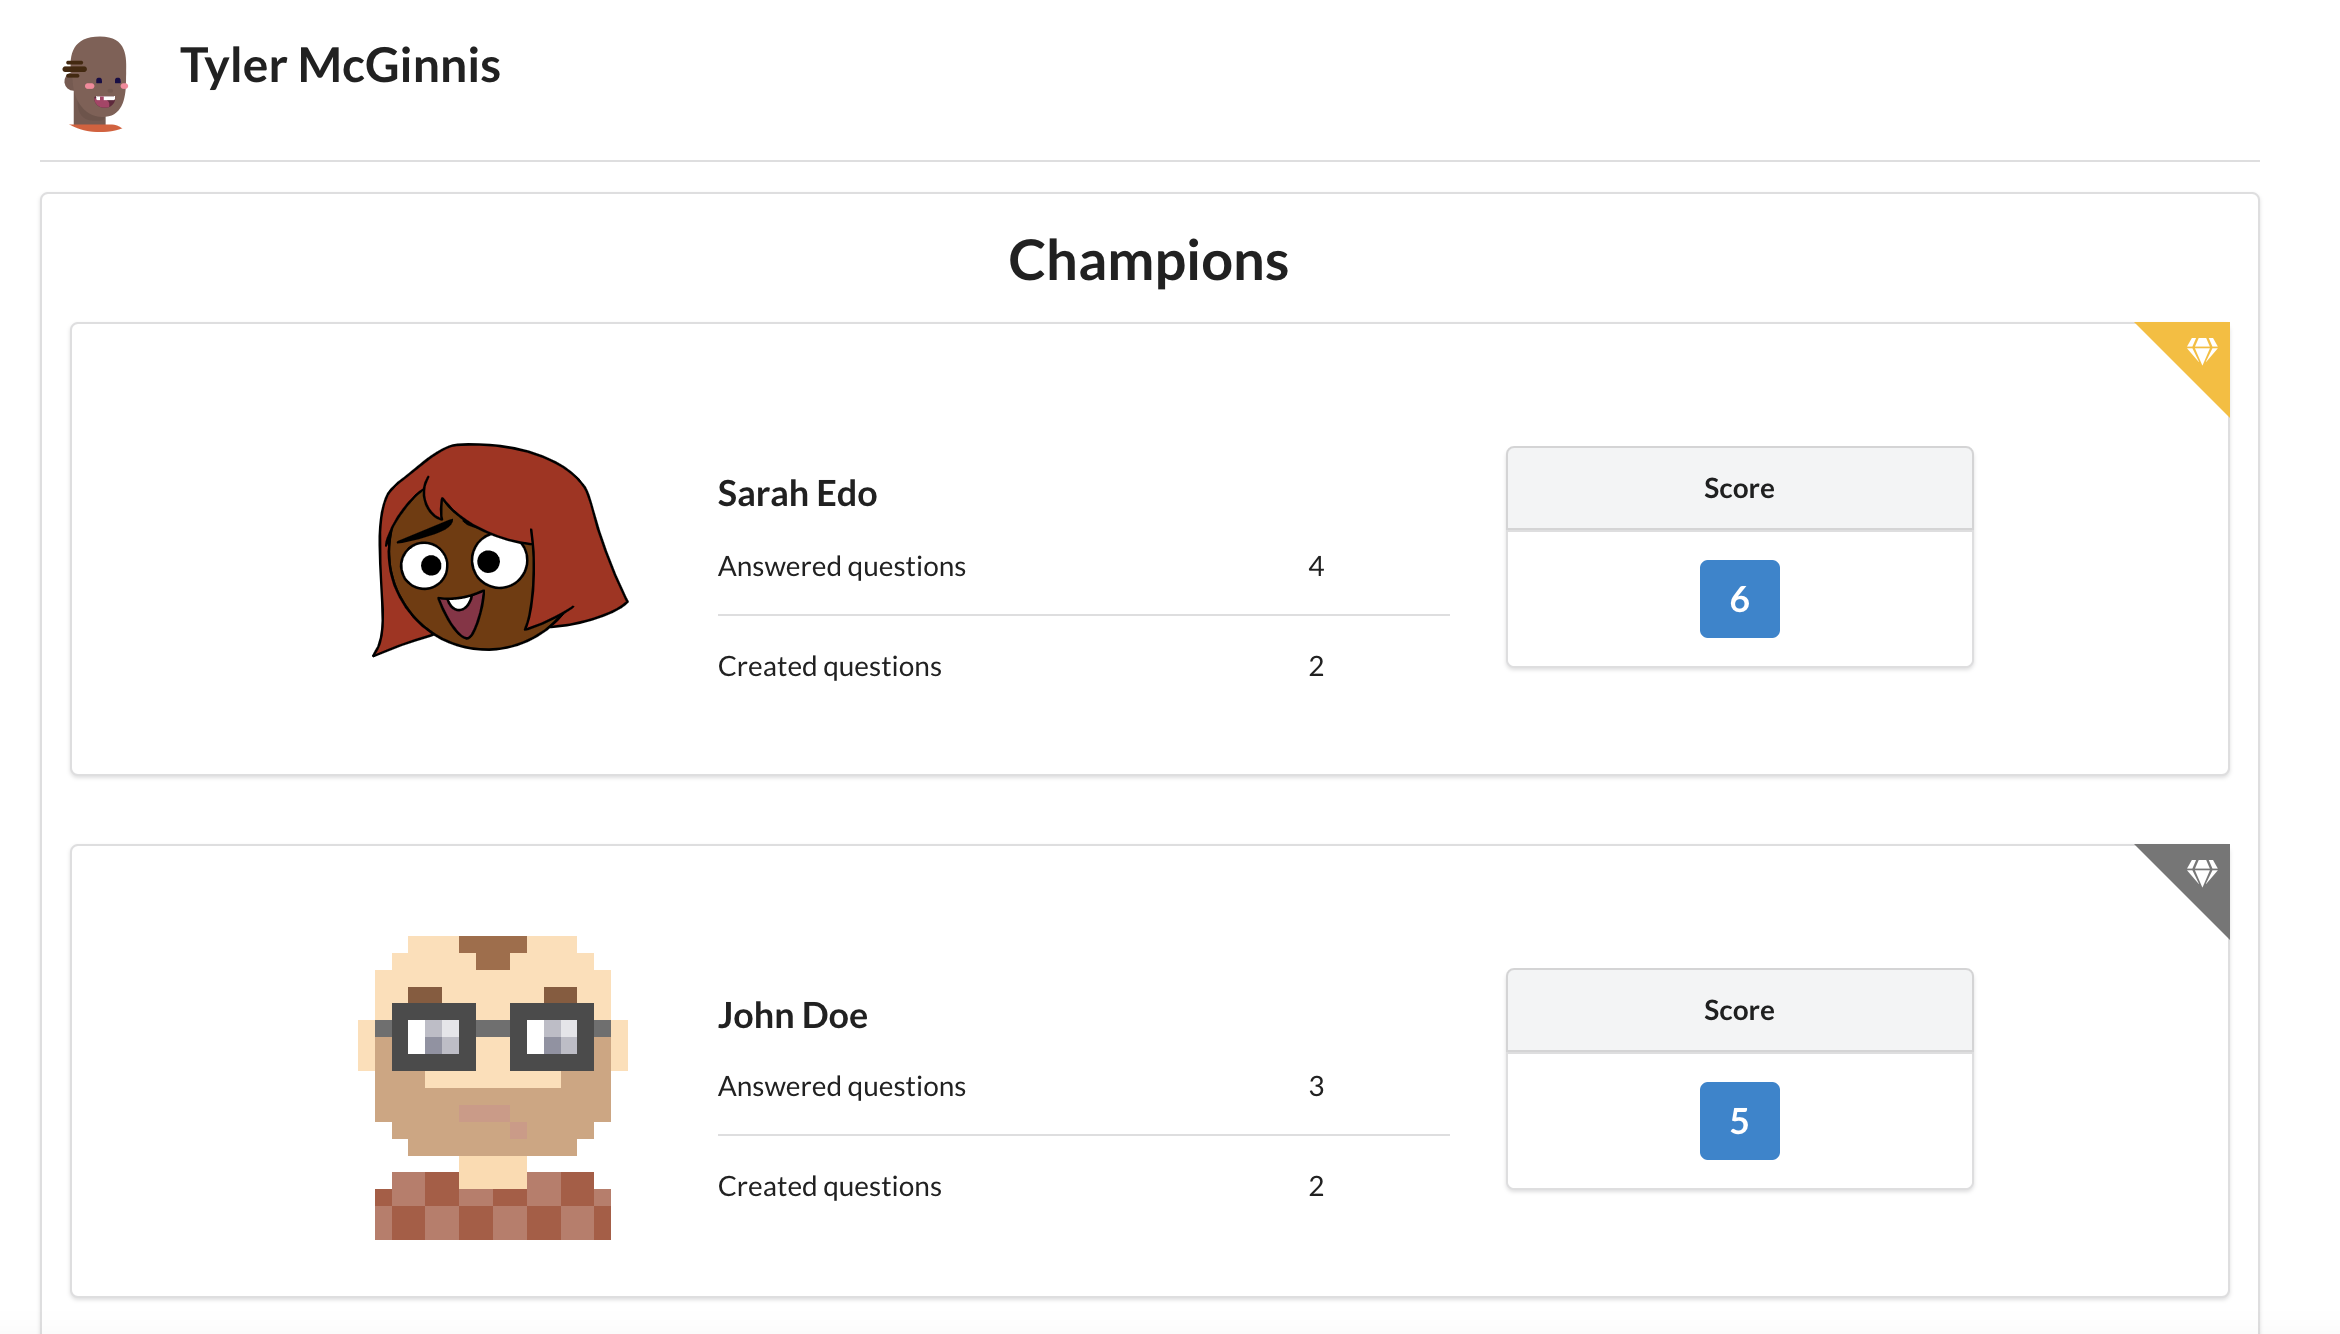 Tyler McGinnis
Champions
Sarah Edo
Answered questions 4
Created questions 2
Score
6
John Doe
Answered questions 3
Created questions 2
Score
5